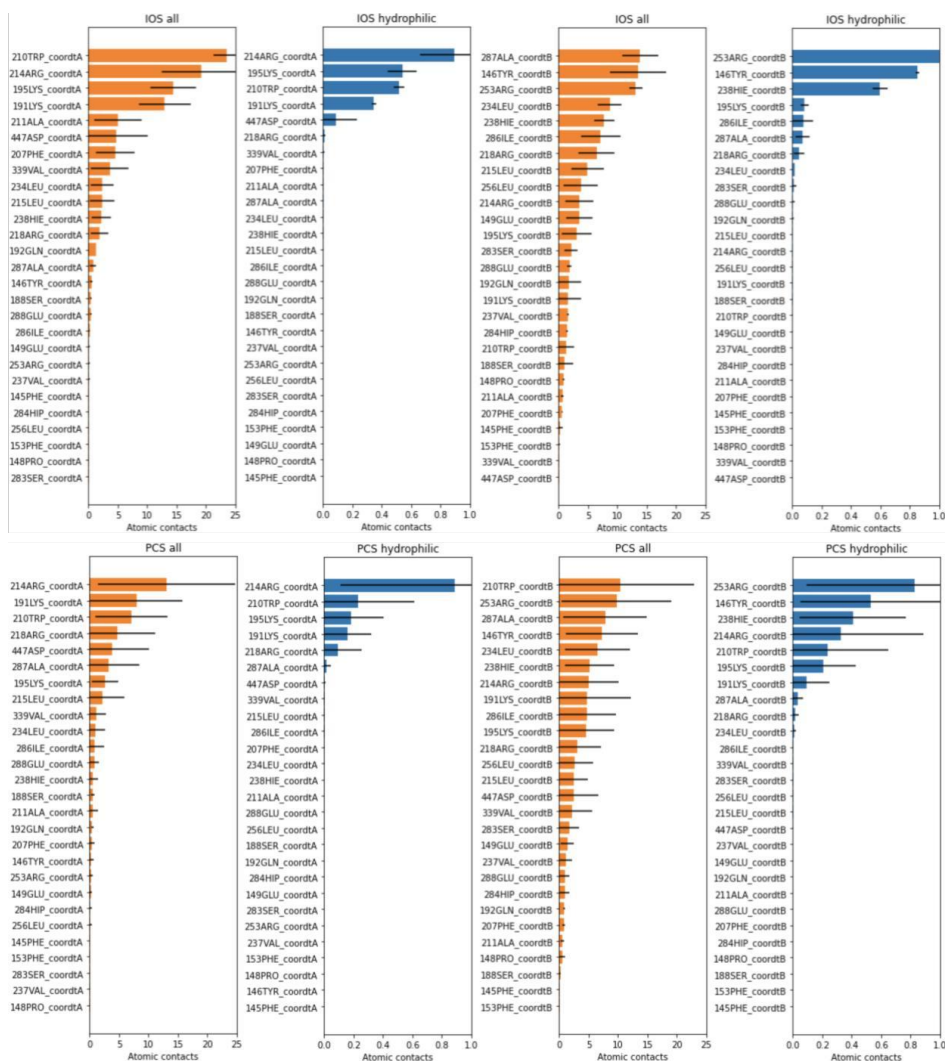 IOS all
210TRP_coordtA
214ARG_coordtA
195LYS_coordtA
191LYS_coordtA
211ALA_coordtA
447ASP_coordtA
207PHE_coordtA
339VAL_coordtA
234LEU_coordtA
215LEU_coordtA
238HIE_coordtA
218ARG_coordtA
192GLN_coordtA
287ALA_coordtA
146TYR_coordtA
188SER_coordtA
288GLU_coordtA
286ILE_coordtA
149GLU_coordtA
253ARG_coordtA
237VAL_coordtA
145PHE_coordtA
284HIP_coordtA
256LEU_coordtA
153PHE_coordtA
148PRO_coordtA
283SER_coordtA
0 5 10 15 20 25
Atomic contacts
IOS hydrophilic
214ARG_coordtA
195LYS_coordtA
210TRP_coordtA
191LYS_coordtA
447ASP_coordtA
218ARG_coordtA
339VAL_coordtA
207PHE_coordtA
211ALA_coordtA
287ALA_coordtA
234LEU_coordtA
238HIE_coordtA
215LEU_coordtA
286ILE_coordtA
288GLU_coordtA
192GLN_coordtA
188SER_coordtA
146TYR_coordtA
237VAL_coordtA
253ARG_coordtA
256LEU_coordtA
283SER_coordtA
284HIP_coordtA
153PHE_coordtA
149GLU_coordtA
148PRO_coordtA
145PHE_coordtA
0.0 0.2 0.4 0.6 0.8 1.0
Atomic contacts
IOS all
287ALA_coordtB
146TYR_coordtB
253ARG_coordtB
234LEU_coordtB
238HIE_coordtB
286ILE_coordtB
218ARG_coordtB
215LEU_coordtB
256LEU_coordtB
214ARG_coordtB
149GLU_coordtB
195LYS_coordtB
283SER_coordtB
288GLU_coordtB
192GLN_coordtB
191LYS_coordtB
237VAL_coordtB
284HIP_coordtB
210TRP_coordtB
188SER_coordtB
148PRO_coordtB
211ALA_coordtB
207PHE_coordtB
145PHE_coordtB
153PHE_coordtB
339VAL_coordtB
447ASP_coordtB
0 5 10 15 20 25
Atomic contacts
IOS hydrophilic
253ARG_coordtB
146TYR_coordtB
238HIE_coordtB
195LYS_coordtB
286ILE_coordtB
287ALA_coordtB
218ARG_coordtB
234LEU_coordtB
283SER_coordtB
288GLU_coordtB
192GLN_coordtB
215LEU_coordtB
214ARG_coordtB
256LEU_coordtB
191LYS_coordtB
188SER_coordtB
210TRP_coordtB
149GLU_coordtB
237VAL_coordtB
284HIP_coordtB
211ALA_coordtB
207PHE_coordtB
145PHE_coordtB
153PHE_coordtB
148PRO_coordtB
339VAL_coordtB
447ASP_coordtB
0.0 0.2 0.4 0.6 0.8 1.0
Atomic contacts
PCS all
214ARG_coordtA
191LYS_coordtA
210TRP_coordtA
218ARG_coordtA
447ASP_coordtA
287ALA_coordtA
195LYS_coordtA
215LEU_coordtA
339VAL_coordtA
234LEU_coordtA
286ILE_coordtA
288GLU_coordtA
238HIE_coordtA
188SER_coordtA
211ALA_coordtA
192GLN_coordtA
207PHE_coordtA
146TYR_coordtA
253ARG_coordtA
149GLU_coordtA
284HIP_coordtA
256LEU_coordtA
145PHE_coordtA
153PHE_coordtA
283SER_coordtA
237VAL_coordtA
148PRO_coordtA
0 5 10 15 20 25
Atomic contacts
PCS hydrophilic
214ARG_coordtA
210TRP_coordtA
195LYS_coordtA
191LYS_coordtA
218ARG_coordtA
287ALA_coordtA
447ASP_coordtA
339VAL_coordtA
215LEU_coordtA
286ILE_coordtA
207PHE_coordtA
234LEU_coordtA
238HIE_coordtA
211ALA_coordtA
288GLU_coordtA
256LEU_coordtA
188SER_coordtA
192GLN_coordtA
284HIP_coordtA
149GLU_coordtA
283SER_coordtA
253ARG_coordtA
237VAL_coordtA
153PHE_coordtA
148PRO_coordtA
146TYR_coordtA
145PHE_coordtA
0.0 0.2 0.4 0.6 0.8 1.0
Atomic contacts
PCS all
210TRP_coordtB
253ARG_coordtB
287ALA_coordtB
146TYR_coordtB
234LEU_coordtB
238HIE_coordtB
214ARG_coordtB
191LYS_coordtB
286ILE_coordtB
195LYS_coordtB
218ARG_coordtB
256LEU_coordtB
215LEU_coordtB
447ASP_coordtB
339VAL_coordtB
283SER_coordtB
149GLU_coordtB
237VAL_coordtB
288GLU_coordtB
284HIP_coordtB
192GLN_coordtB
207PHE_coordtB
211ALA_coordtB
148PRO_coordtB
188SER_coordtB
145PHE_coordtB
153PHE_coordtB
0 5 10 15 20 25
Atomic contacts
PCS hydrophilic
253ARG_coordtB
146TYR_coordtB
238HIE_coordtB
214ARG_coordtB
210TRP_coordtB
195LYS_coordtB
191LYS_coordtB
287ALA_coordtB
218ARG_coordtB
234LEU_coordtB
286ILE_coordtB
339VAL_coordtB
283SER_coordtB
256LEU_coordtB
215LEU_coordtB
447ASP_coordtB
237VAL_coordtB
149GLU_coordtB
192GLN_coordtB
211ALA_coordtB
288GLU_coordtB
207PHE_coordtB
284HIP_coordtB
148PRO_coordtB
188SER_coordtB
153PHE_coordtB
145PHE_coordtB
0.0 0.2 0.4 0.6 0.8 1.0
Atomic contacts